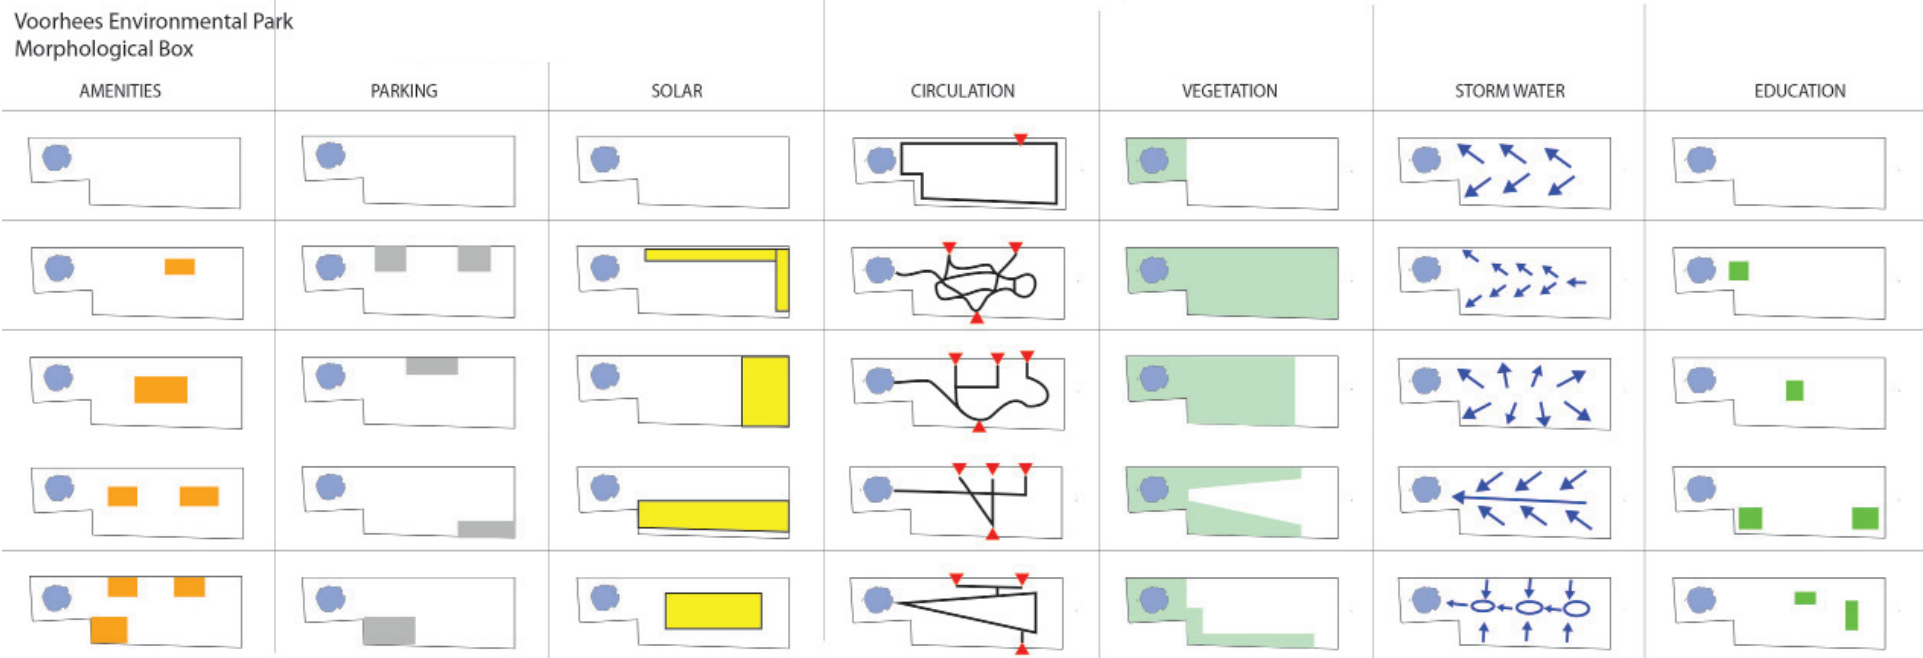 Voorhees Environmental Park
Morphological Box
AMENITIES
PARKING
SOLAR
CIRCULATION
VEGETATION
STORM WATER
EDUCATION